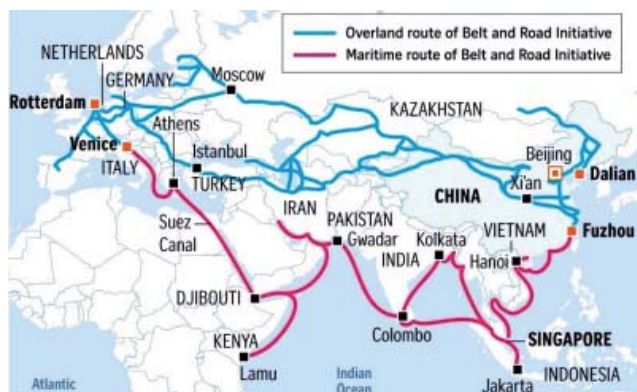 Overland route of Belt and Road Initiative
Maritime route of Belt and Road Initiative
NETHERLANDS
GERMANY
Moscow
Rotterdam
KAZAKHSTAN
Athens
Venice
Istanbul
Beijing
Dalian
ITALY
TURKEY
Xi'an
CHINA
IRAN
PAKISTAN
VIETNAM
Fuzhou
Suez
Canal
Gwadar
Kolkata
INDIA
Hanoi
DJIBOUTI
Colombo
SINGAPORE
KENYA
Lamu
Atlantic
Indian
Ocean
INDONESIA
Jakarta